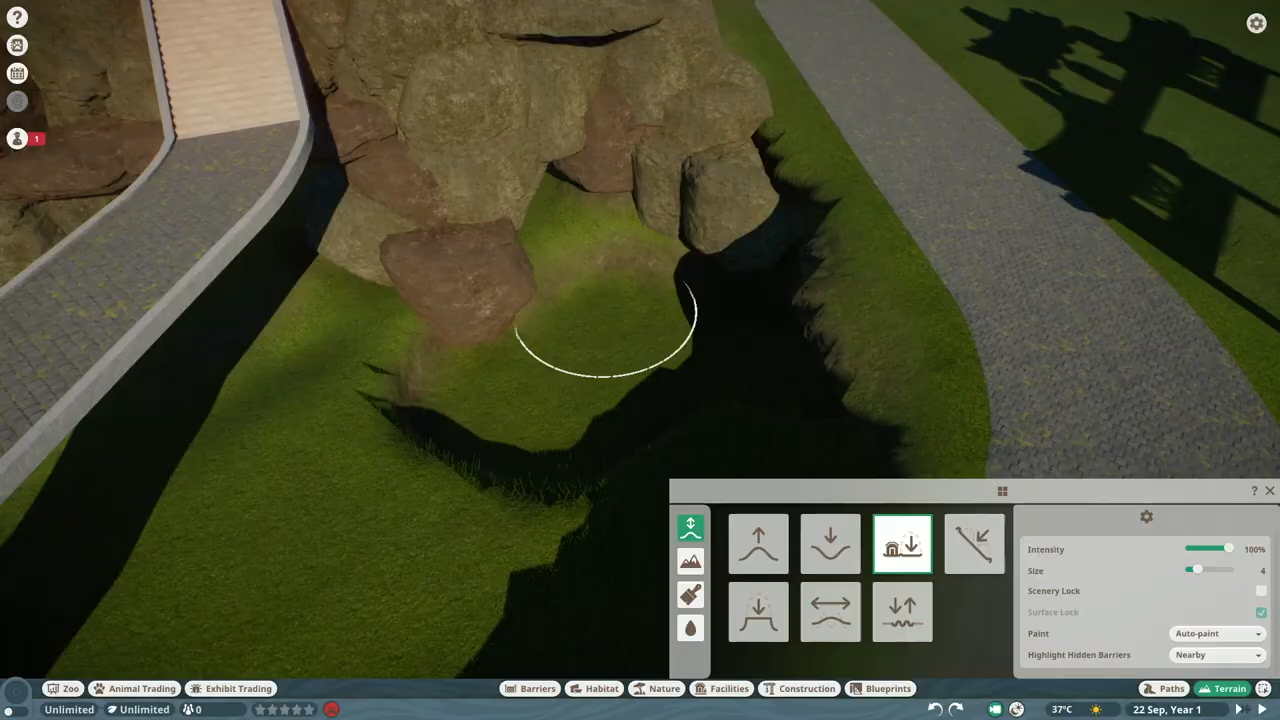 ?
1
? ×
Intensity 100%
Size 4
Scenery Lock
Surface Lock
Paint Auto-paint
Highlight Hidden Barriers Nearby
Zoo Animal Trading Exhibit Trading Barriers Habitat Nature Facilities Construction Blueprints Paths Terrain
Unlimited Unlimited 0 37°C 22 Sep, Year 1